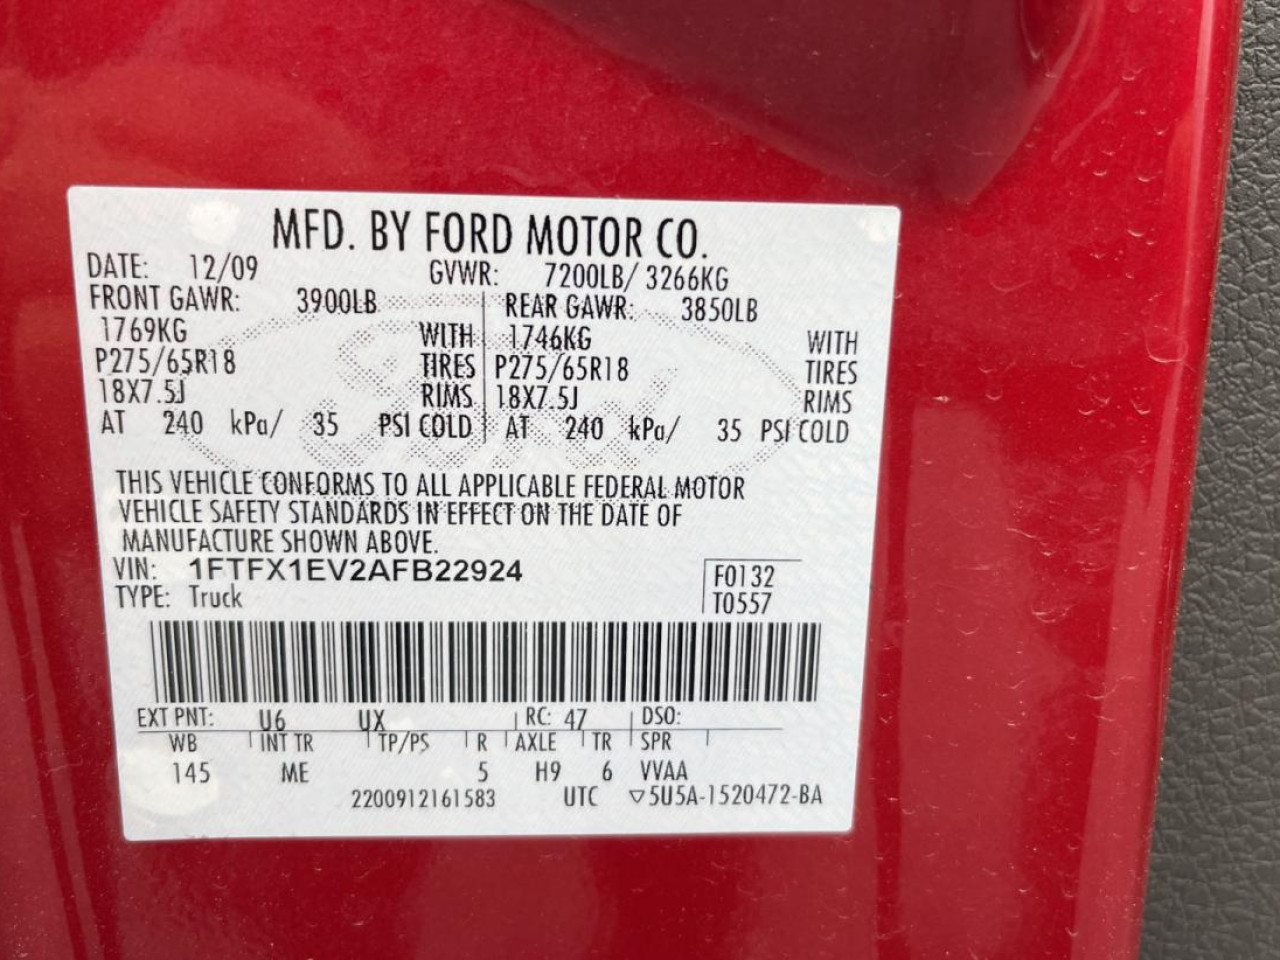 MFD. BY FORD MOTOR CO.
DATE: 12/09 GVWR: 7200LB/ 3266KG
FRONT GAWR: 3900LB REAR GAWR: 3850LB
1769KG WITH 1746KG WITH
P275/65R18 TIRES P275/65R18 TIRES
18X7.5J RIMS 18X7.5J RIMS
AT 240 kPa/ 35 PSI COLD AT 240 kPa/ 35 PSI COLD
THIS VEHICLE CONFORMS TO ALL APPLICABLE FEDERAL MOTOR
VEHICLE SAFETY STANDARDS IN EFFECT ON THE DATE OF
MANUFACTURE SHOWN ABOVE.
VIN: 1FTFX1EV2AFB22924 F0132
TYPE: Truck T0557
EXT PNT: U6 UX RC: 47 DSO:
WB INT TR TP/PS R AXLE TR SPR
145 ME 5 H9 6 VVAA
2200912161583 UTC ▽5U5A-1520472-BA